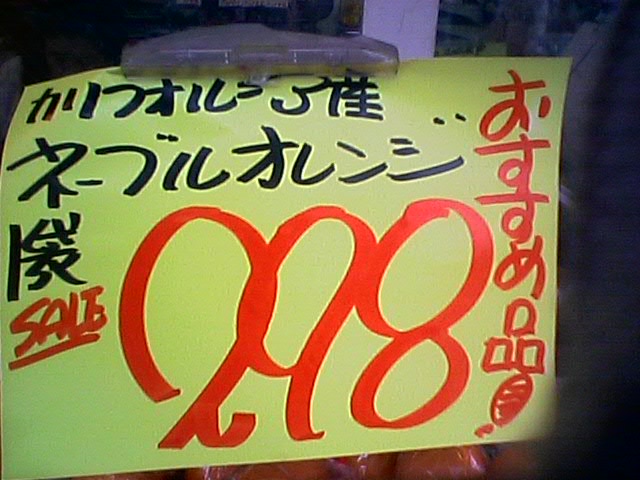 カリフォルニア産
ネーブルオレンジ
1袋
SALE
298
おすすめ品!